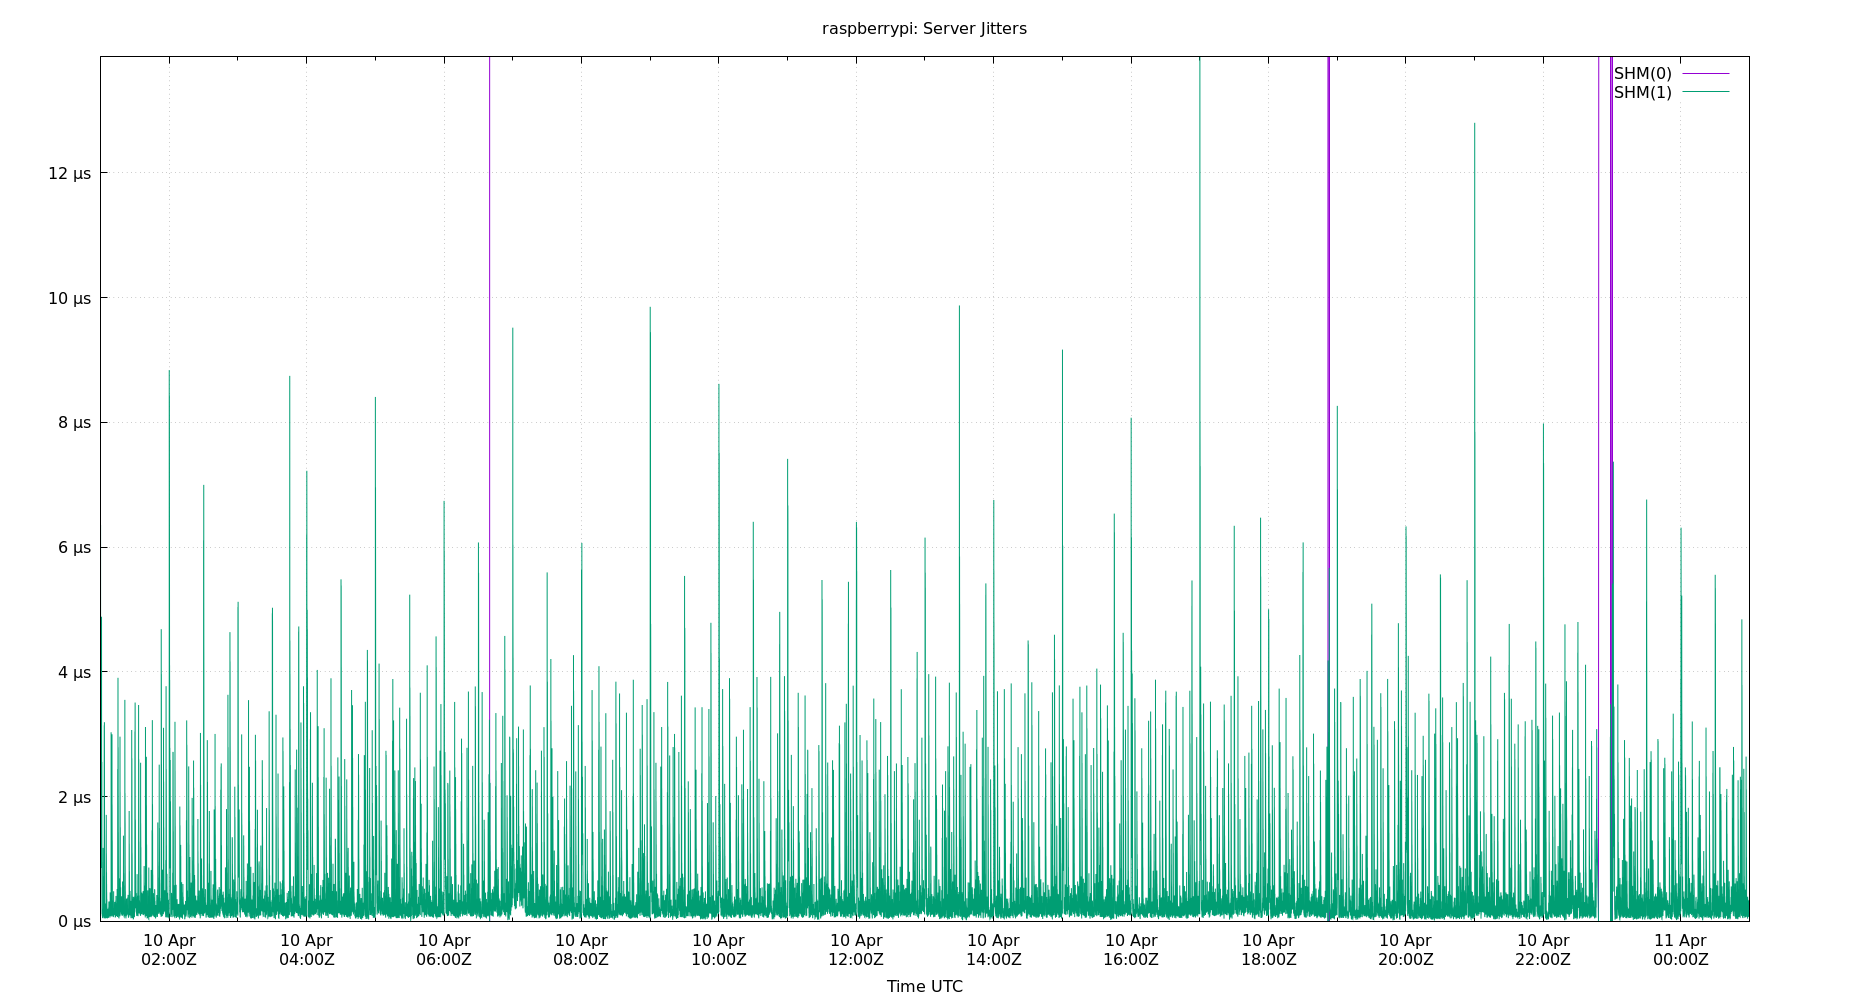 raspberrypi: Server Jitters
SHM(0)
SHM(1)
12 µs
10 µs
8 µs
6 µs
4 µs
2 µs
0 µs
10 Apr 10 Apr 10 Apr 10 Apr 10 Apr 10 Apr 10 Apr 10 Apr 10 Apr 10 Apr 10 Apr 11 Apr
02:00Z 04:00Z 06:00Z 08:00Z 10:00Z 12:00Z 14:00Z 16:00Z 18:00Z 20:00Z 22:00Z 00:00Z
Time UTC